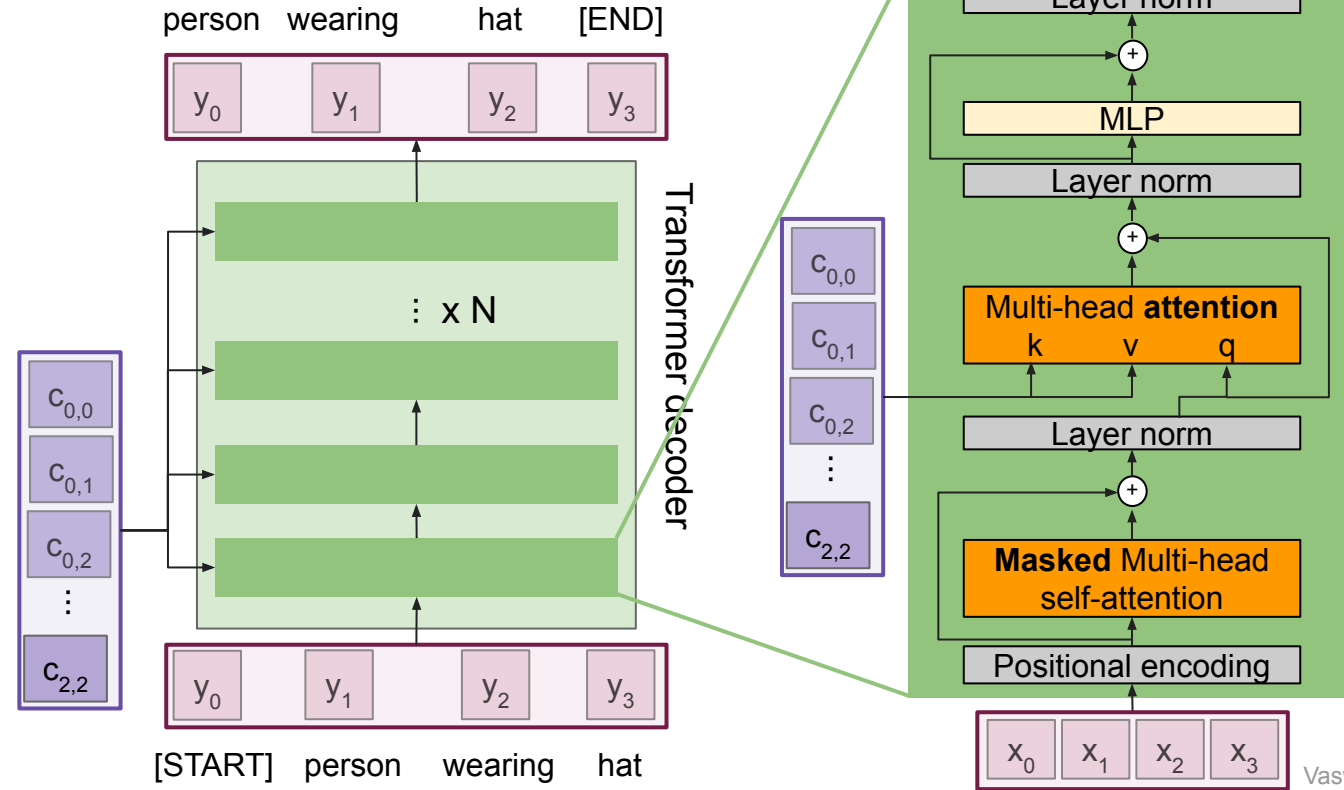 person wearing hat [END]
y0 y1 y2 y3
⋮ x N
Transformer decoder
c0,0
c0,1
c0,2
⋮
c2,2
y0 y1 y2 y3
[START] person wearing hat
Layer norm
+
MLP
Layer norm
+
Multi-head attention
k v q
Layer norm
+
Masked Multi-head
self-attention
Positional encoding
c0,0
c0,1
c0,2
⋮
c2,2
x0 x1 x2 x3